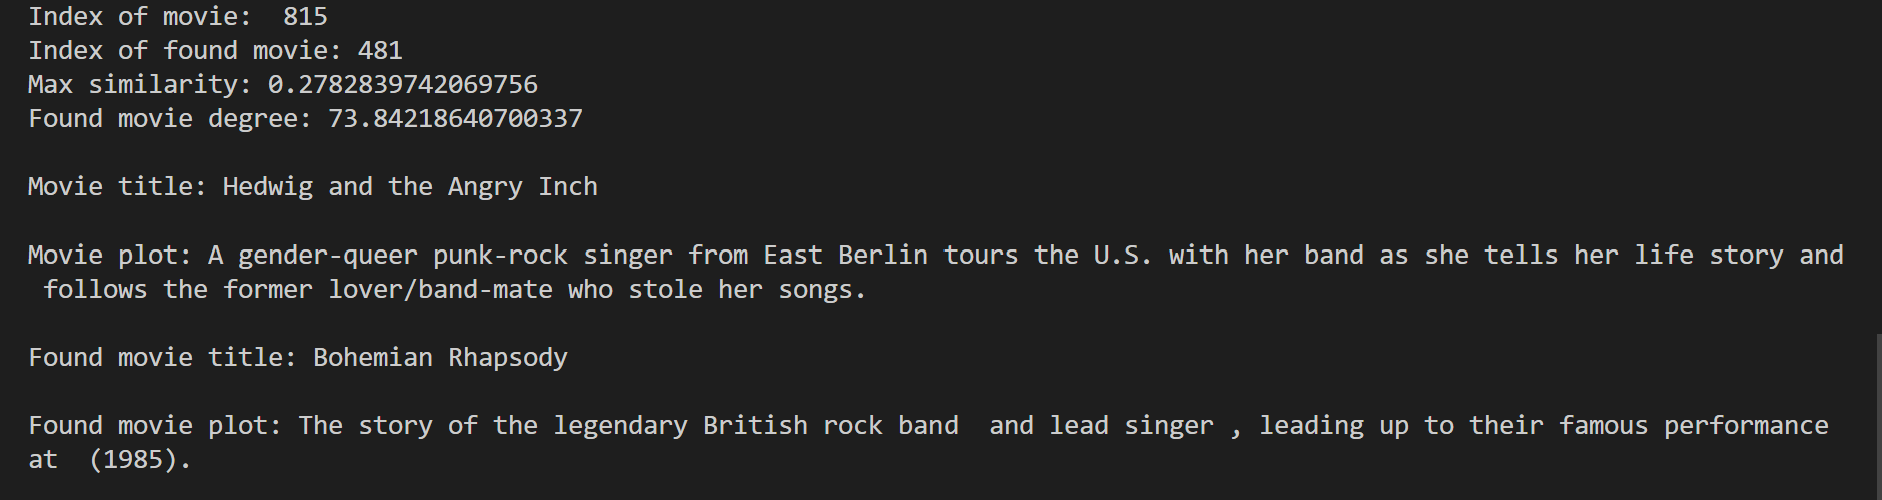 Index of movie:  815
Index of found movie: 481
Max similarity: 0.2782839742069756
Found movie degree: 73.84218640700337
Movie title: Hedwig and the Angry Inch
Movie plot: A gender-queer punk-rock singer from East Berlin tours the U.S. with her band as she tells her life story and
 follows the former lover/band-mate who stole her songs.
Found movie title: Bohemian Rhapsody
Found movie plot: The story of the legendary British rock band  and lead singer , leading up to their famous performance
at  (1985).